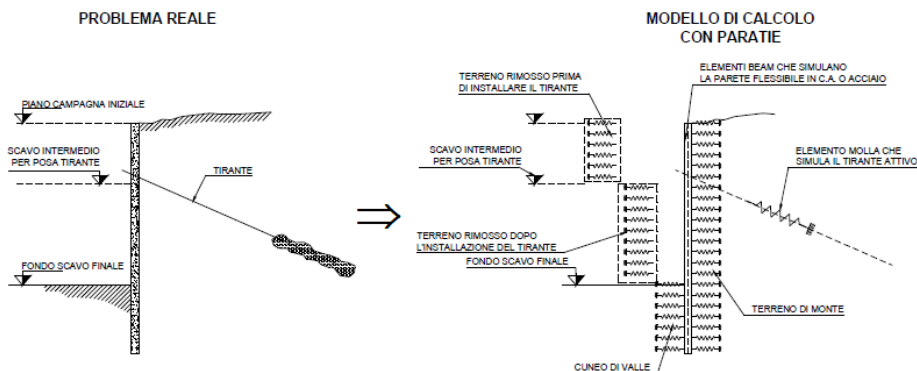 PROBLEMA REALE
PIANO CAMPAGNA INIZIALE
SCAVO INTERMEDIO
PER POSA TIRANTE
TIRANTE
FONDO SCAVO FINALE
MODELLO DI CALCOLO
CON PARATIE
TERRENO RIMOSSO PRIMA
DI INSTALLARE IL TIRANTE
ELEMENTI BEAM CHE SIMULANO
LA PARETE FLESSIBILE IN C.A. O ACCIAIO
SCAVO INTERMEDIO
PER POSA TIRANTE
ELEMENTO MOLLA CHE
SIMULA IL TIRANTE ATTIVO
TERRENO RIMOSSO DOPO
L'INSTALLAZIONE DEL TIRANTE
FONDO SCAVO FINALE
TERRENO DI MONTE
CUNEO DI VALLE